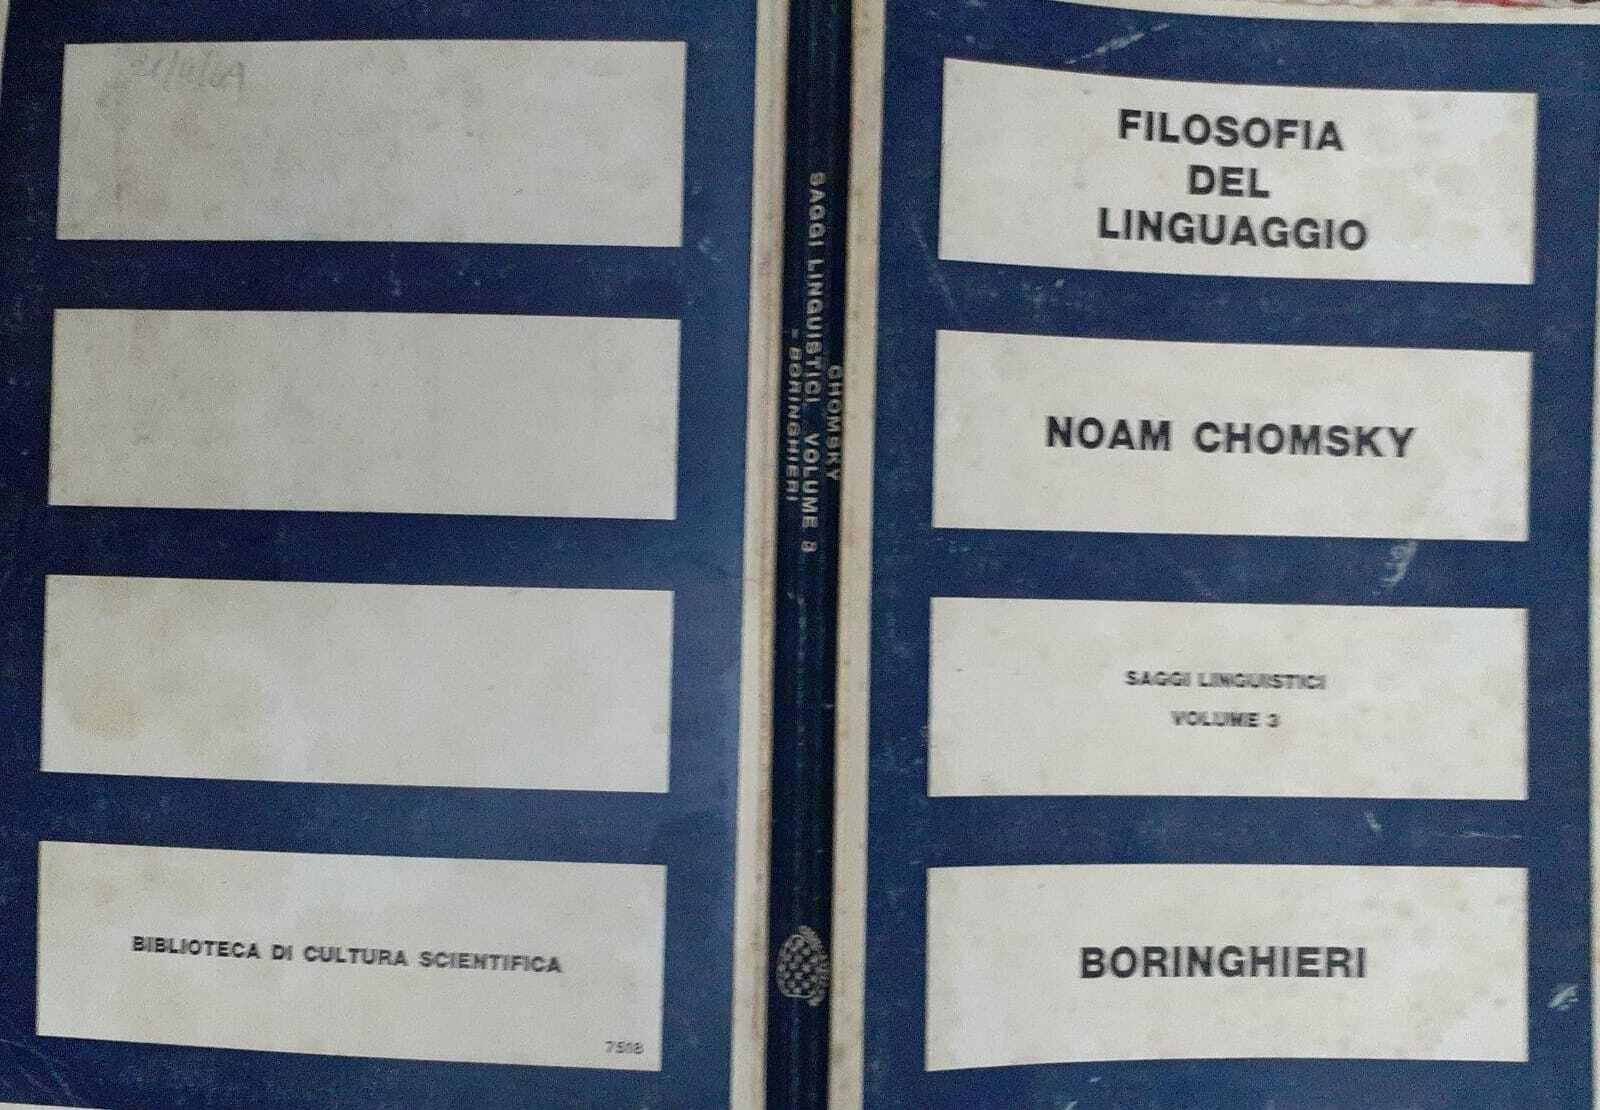 BIBLIOTECA DI CULTURA SCIENTIFICA
7508
CHOMSKY
SAGGI LINGUISTICI VOLUME 3
- BORINGHIERI
FILOSOFIA
DEL
LINGUAGGIO
NOAM CHOMSKY
SAGGI LINGUISTICI
VOLUME 3
BORINGHIERI